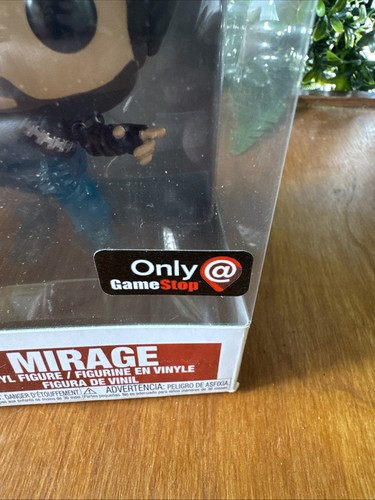 Only @
GameStop
MIRAGE
YL FIGURE / FIGURINE EN VINYLE
FIGURA DE VINIL
: DANGER D'ÉTOUFFEMENT. ADVERTENCIA: PELIGRO DE ASFIXIA.